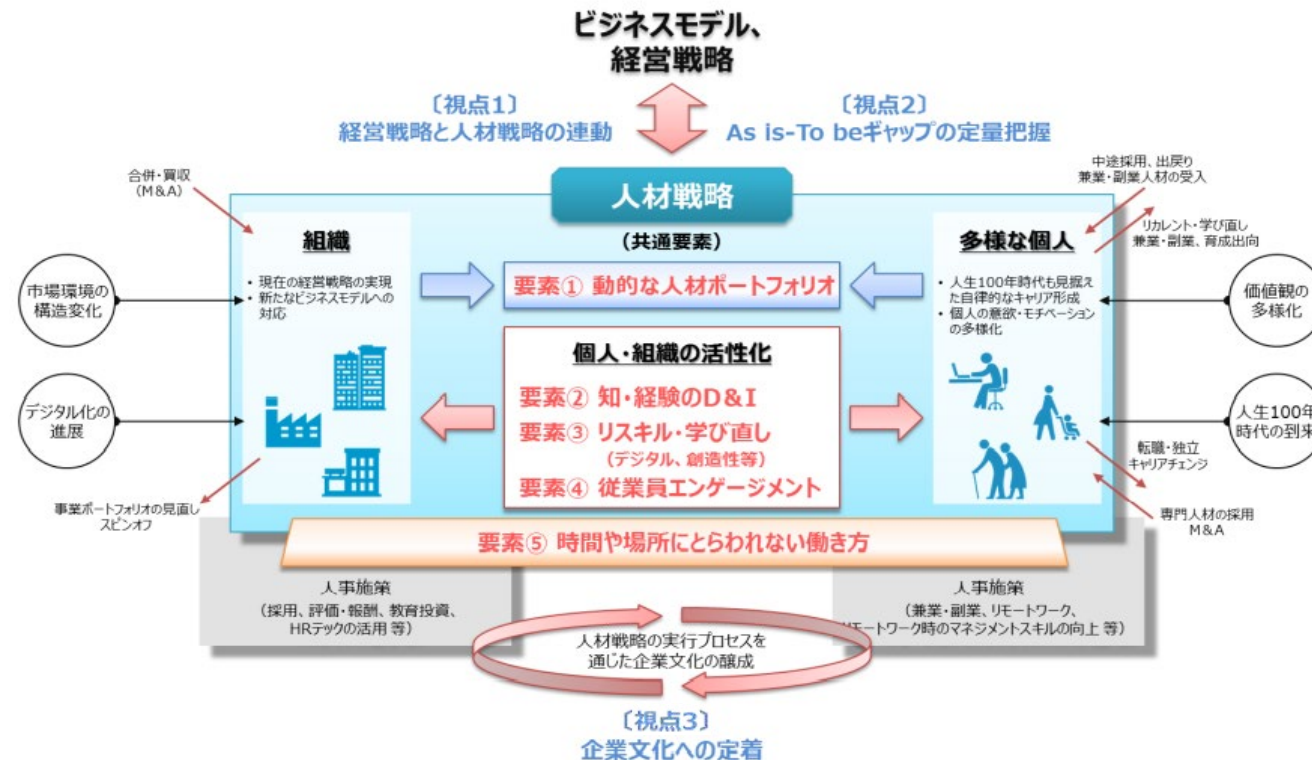 ビジネスモデル、
経営戦略
〔視点1〕
経営戦略と人材戦略の連動
〔視点2〕
As is-To beギャップの定量把握
合併・買収
(M&A)
人材戦略
(共通要素)
中途採用、出戻り
兼業・副業人材の受入
リカレント・学び直し
兼業・副業、育成出向
組織
・現在の経営戦略の実現
・新たなビジネスモデルへの
対応
要素① 動的な人材ポートフォリオ
多様な個人
・人生100年時代も見据え
た自律的なキャリア形成
・個人の意欲・モチベーション
の多様化
市場環境の
構造変化
デジタル化の
進展
価値観の
多様化
人生100年
時代の到来
個人・組織の活性化
要素② 知・経験のD&I
要素③ リスキル・学び直し
(デジタル、創造性等)
要素④ 従業員エンゲージメント
転職・独立
キャリアチェンジ
専門人材の採用
M&A
事業ポートフォリオの見直し
スピンオフ
要素⑤ 時間や場所にとらわれない働き方
人事施策
(採用、評価・報酬、教育投資、
HRテックの活用 等)
人事施策
(兼業・副業、リモートワーク、
リモートワーク時のマネジメントスキルの向上 等)
人材戦略の実行プロセスを
通じた企業文化の醸成
〔視点3〕
企業文化への定着